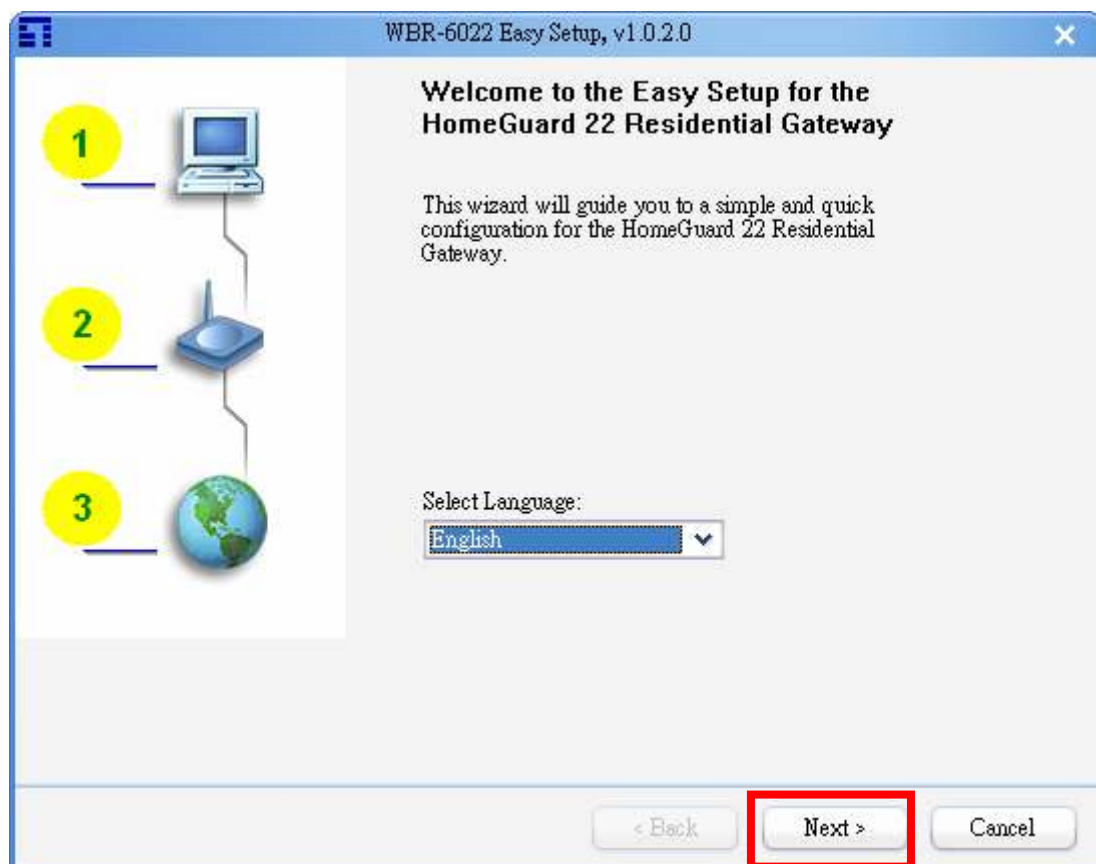 WBR-6022 Easy Setup, v1.0.2.0
Welcome to the Easy Setup for the
HomeGuard 22 Residential Gateway
This wizard will guide you to a simple and quick
configuration for the HomeGuard 22 Residential
Gateway.
1
2
3
Select Language:
English
< Back
Next >
Cancel